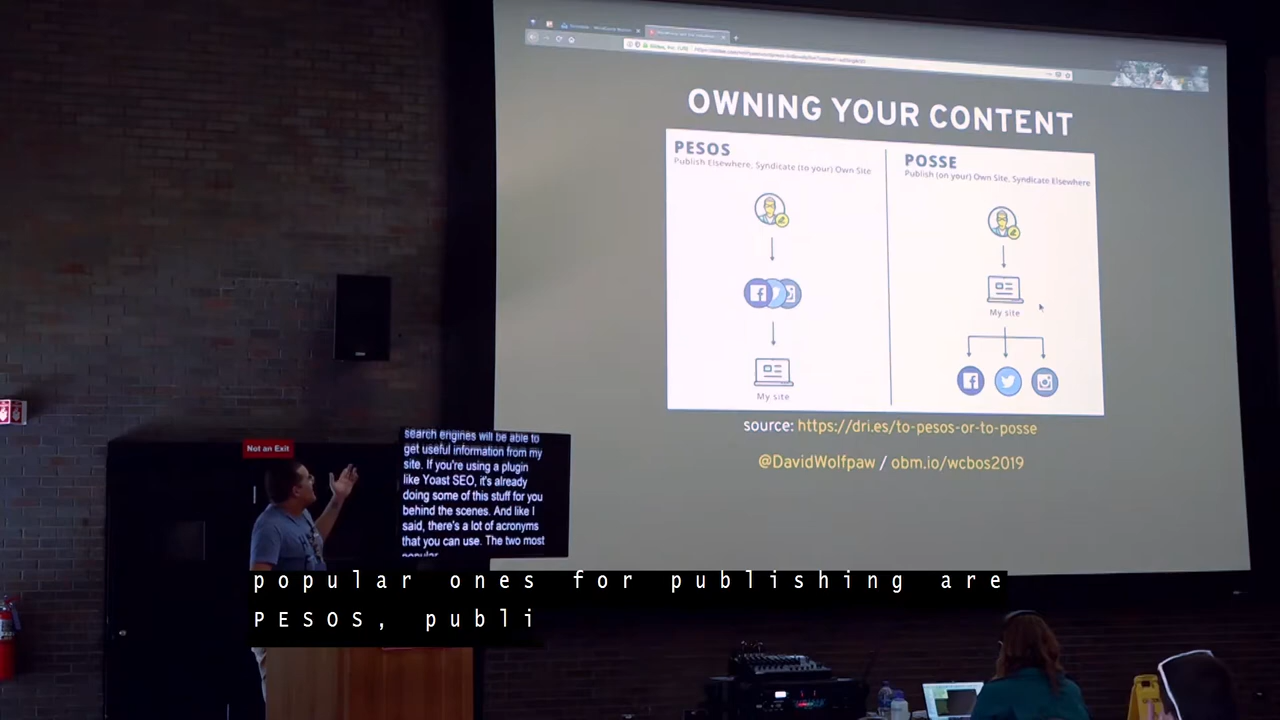 OWNING YOUR CONTENT
PESOS
Publish Elsewhere, Syndicate (to your) Own Site
My site
POSSE
Publish (on your) Own Site, Syndicate Elsewhere
My site
source: https://dri.es/to-pesos-or-to-posse
@DavidWolfpaw / obm.io/wcbos2019
Not an Exit
search engines will be able to
get useful information from my
site. If you're using a plugin
like Yoast SEO, it's already
doing some of this stuff for you
behind the scenes. And like I
said, there's a lot of acronyms
that you can use. The two most
popular
popular ones for publishing are
PESOS, publi